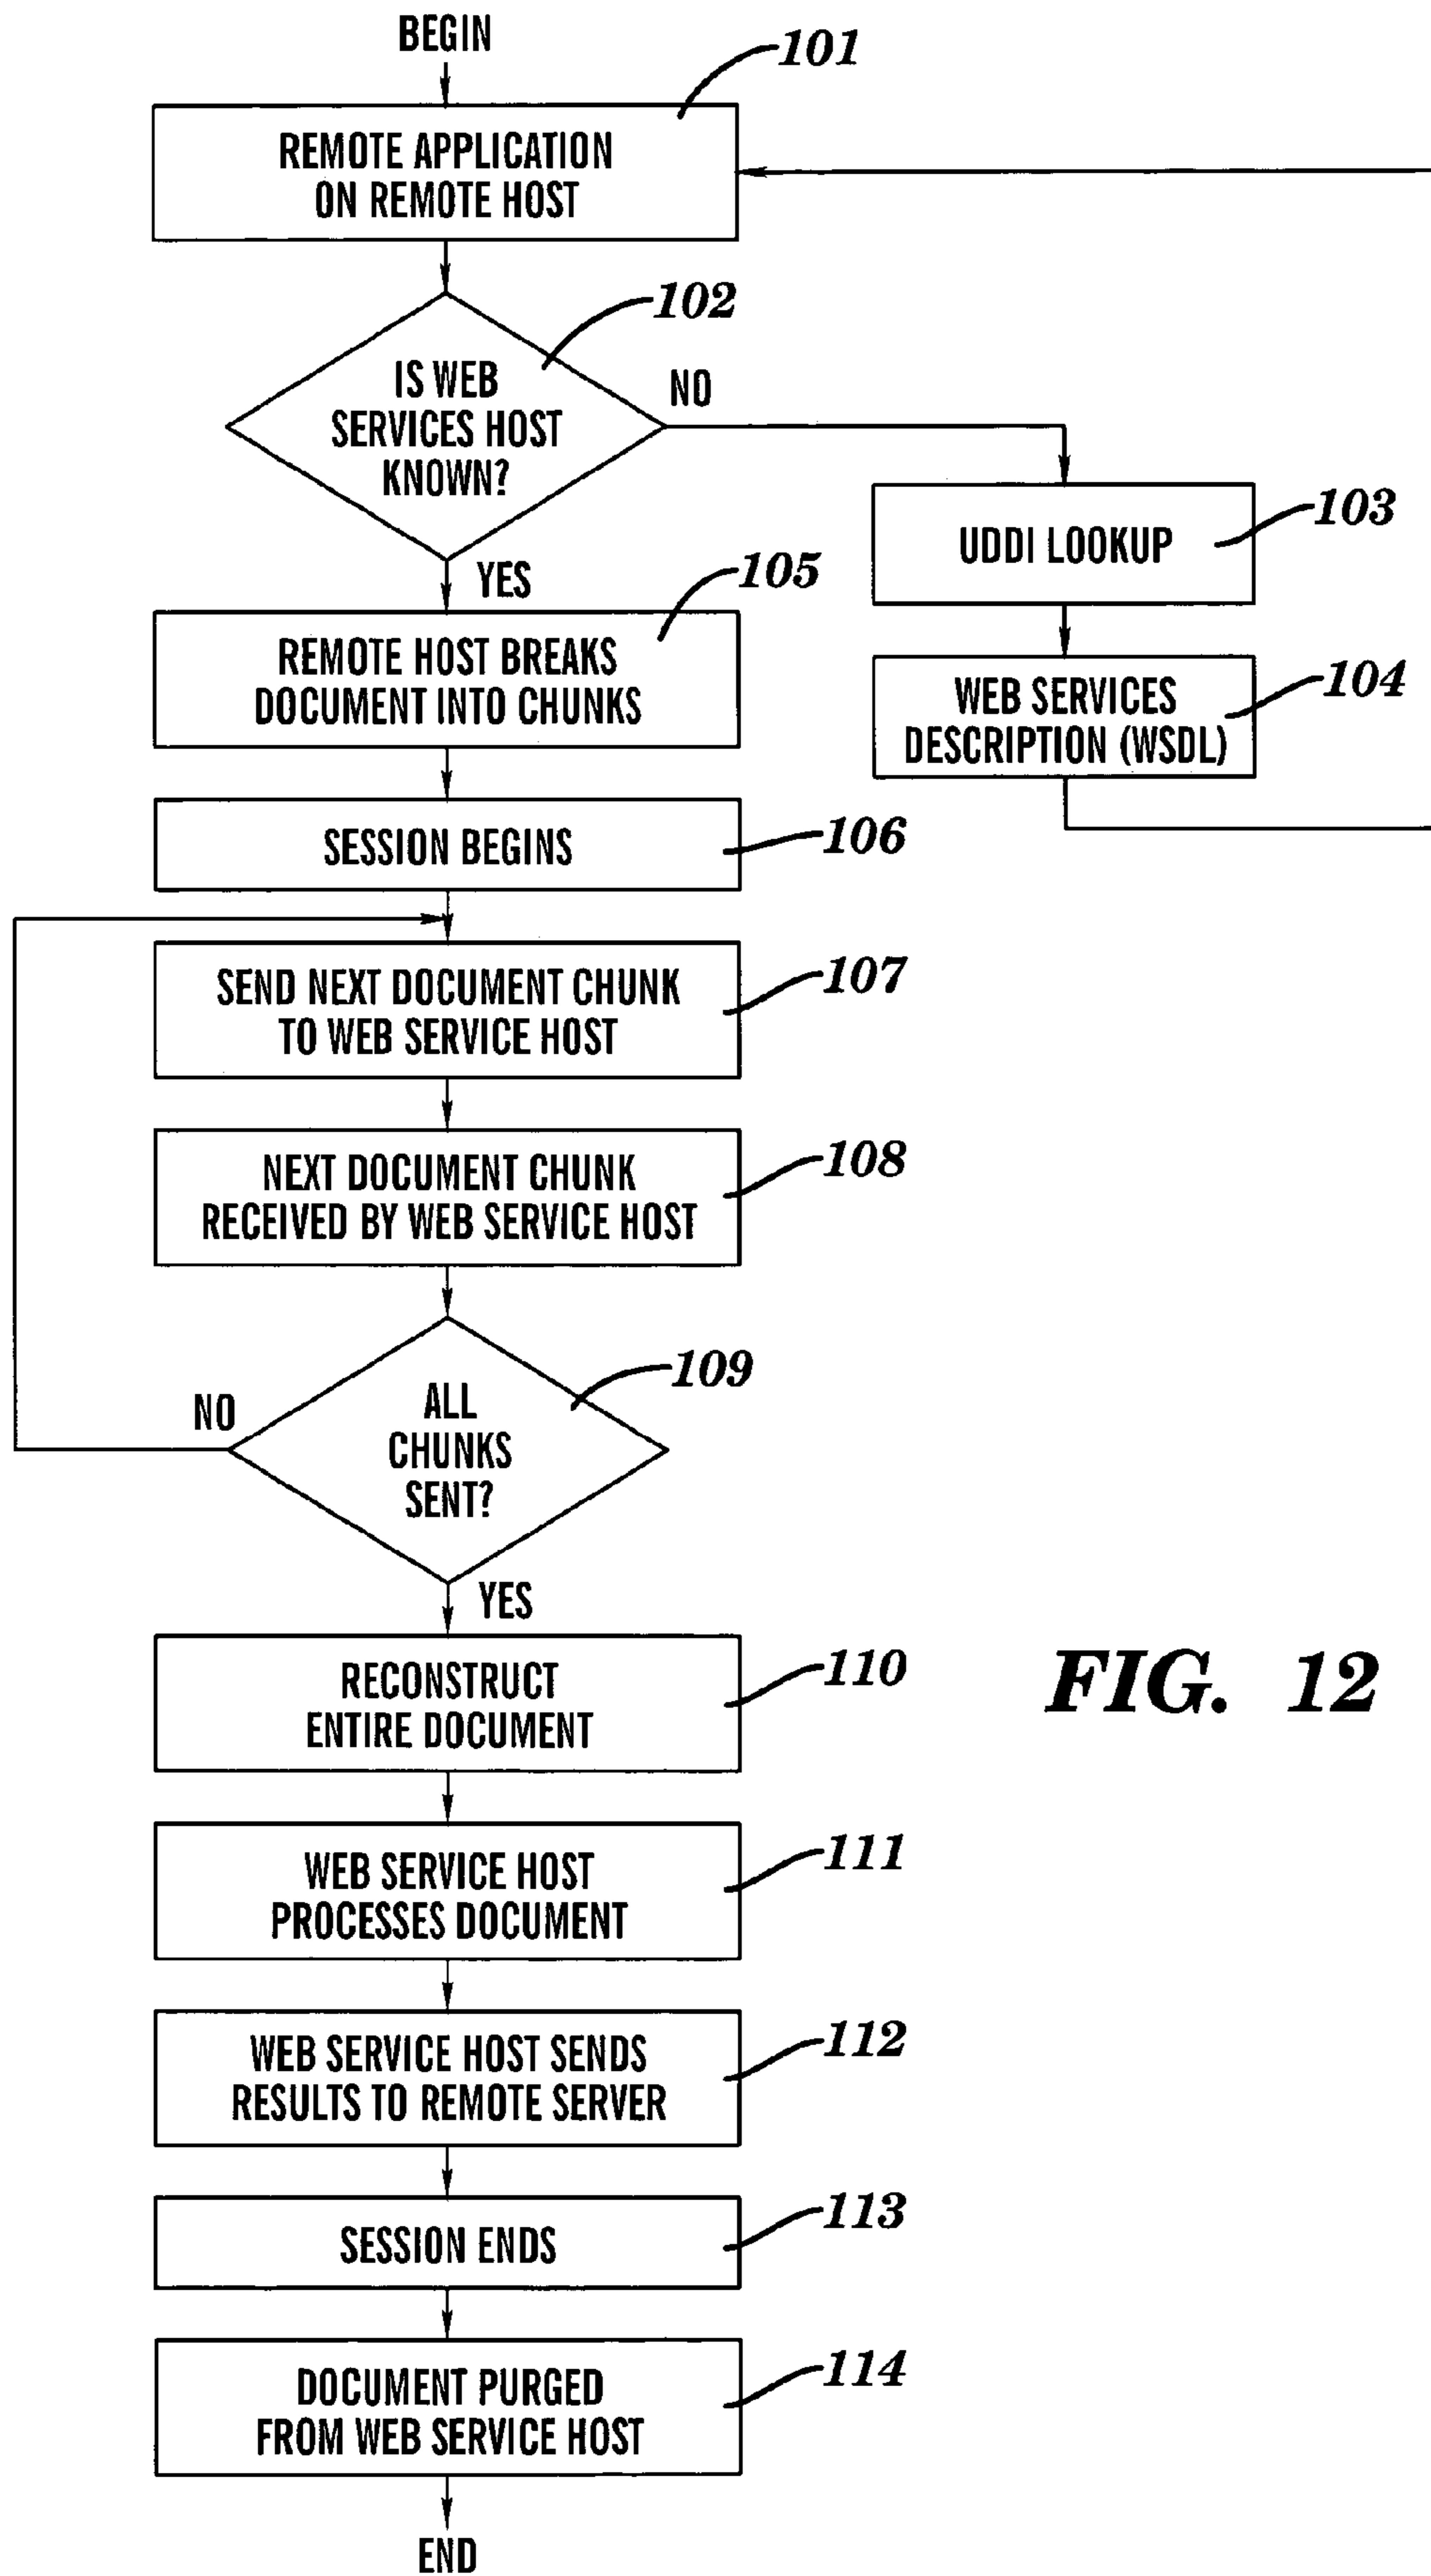 BEGIN
101
REMOTE APPLICATION
ON REMOTE HOST
102
IS WEB
SERVICES HOST
KNOWN?
NO
103
UDDI LOOKUP
YES
105
REMOTE HOST BREAKS
DOCUMENT INTO CHUNKS
104
WEB SERVICES
DESCRIPTION (WSDL)
SESSION BEGINS
106
SEND NEXT DOCUMENT CHUNK
TO WEB SERVICE HOST
107
NEXT DOCUMENT CHUNK
RECEIVED BY WEB SERVICE HOST
108
109
ALL
CHUNKS
SENT?
NO
YES
RECONSTRUCT
ENTIRE DOCUMENT
110
FIG. 12
WEB SERVICE HOST
PROCESSES DOCUMENT
111
WEB SERVICE HOST SENDS
RESULTS TO REMOTE SERVER
112
SESSION ENDS
113
DOCUMENT PURGED
FROM WEB SERVICE HOST
114
END